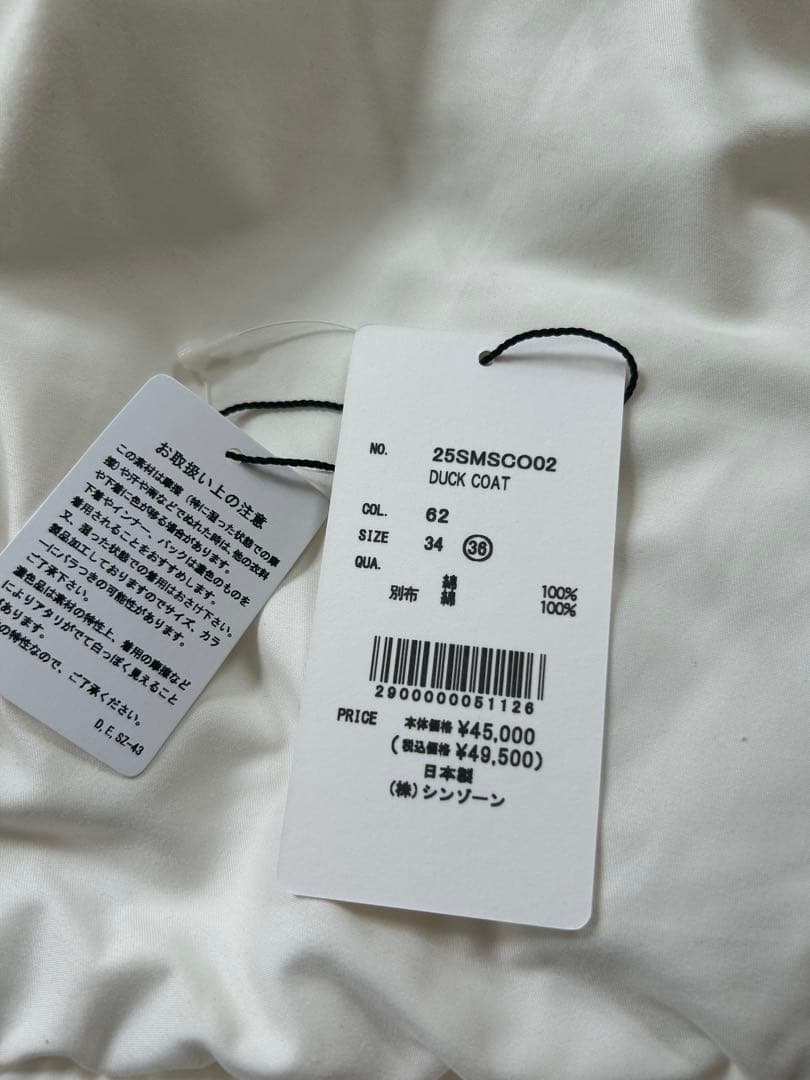 お取扱い上の注意
この素材は摩擦(特に湿った状態での摩
擦)や汗や雨などでぬれた時は、他の衣料
や下着に色が移る場合があります。
下着やインナー、バックは濃色のものを
着用されることをおすすめします。
又、湿った状態での着用はおさけ下さい。
製品加工しておりますのでサイズ、カラ
ーにバラつきの可能性があります。
ご了承下さい。
濃色品は素材の特性上、着用の摩擦など
によりアタリがでて白っぽく見えること
があります。
の特性なので、ご了承ください。
D,E,SZ-43
NO. 25SMSCO02
DUCK COAT
COL. 62
SIZE 34 36
QUA. 綿 100%
別布 綿 100%
2900000051126
PRICE 本体価格 ¥45,000
(税込価格 ¥49,500)
日本製
(株)シンゾーン